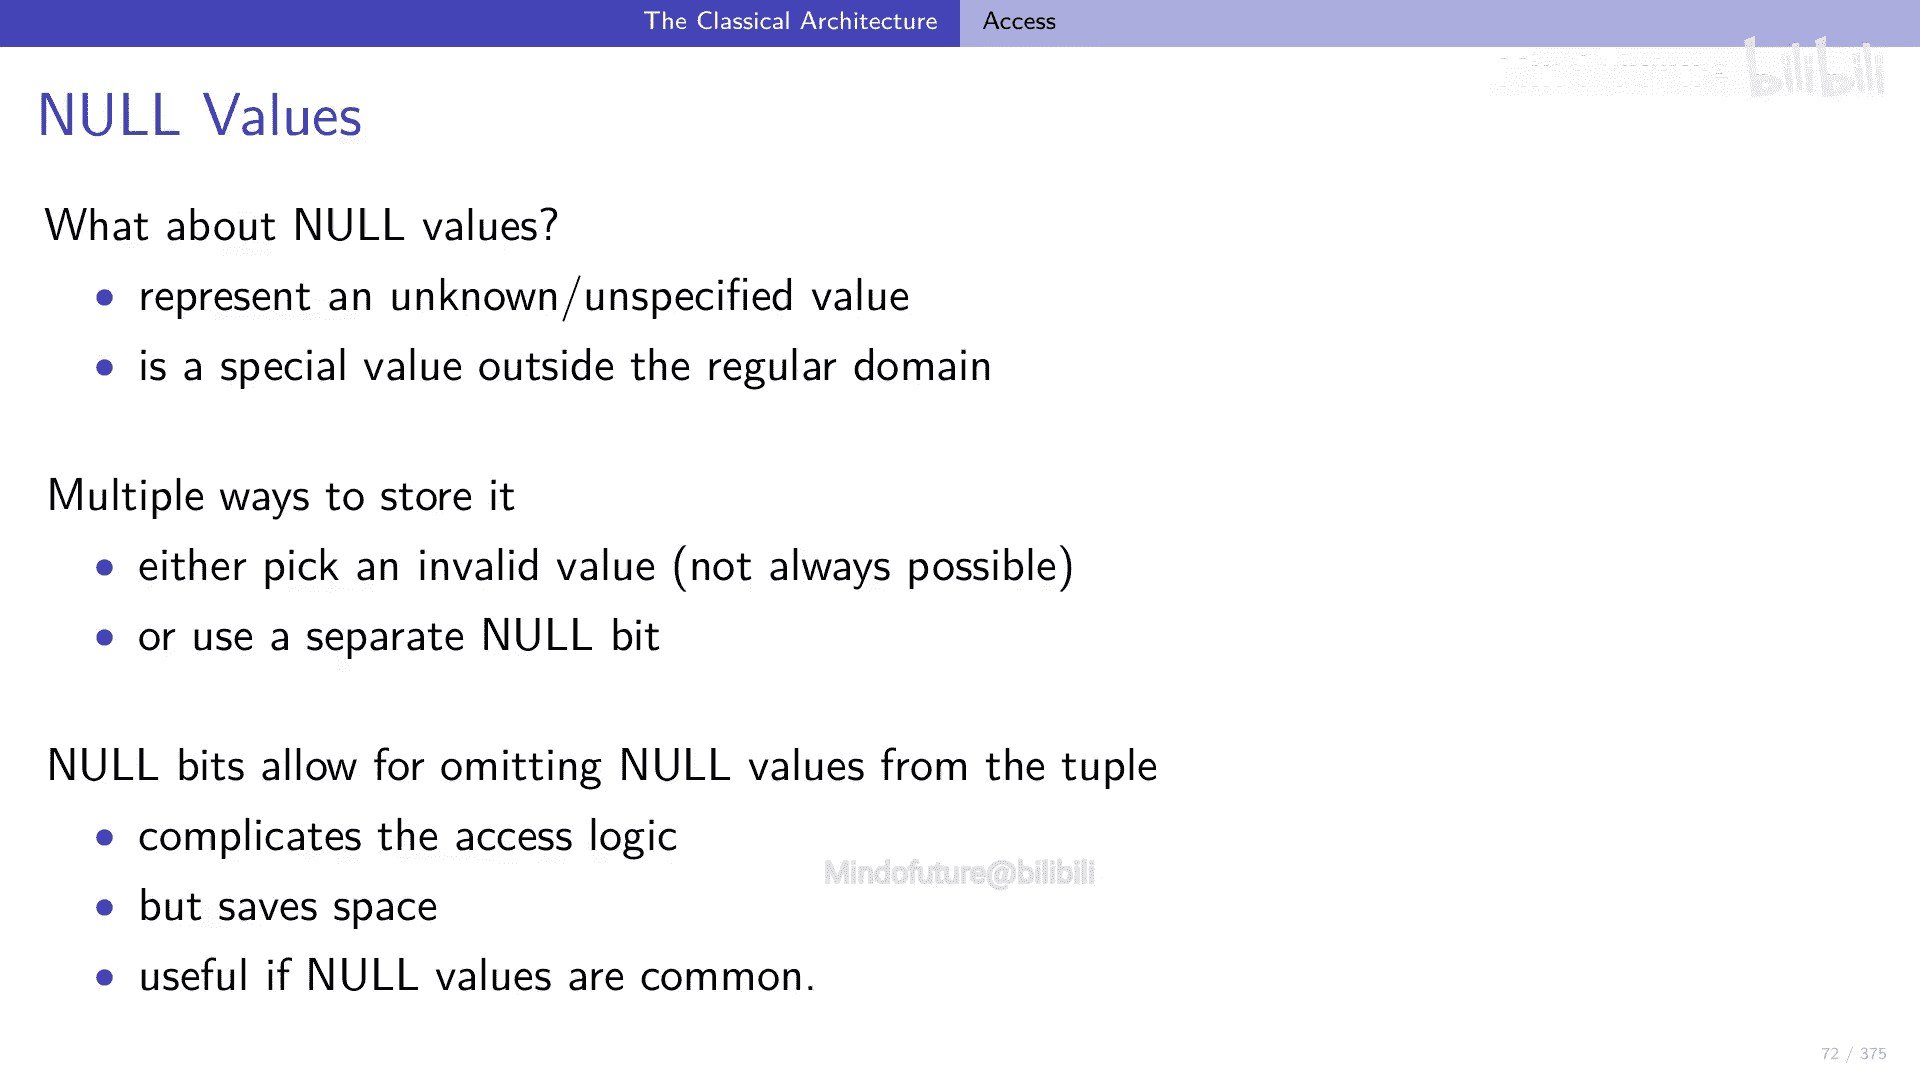 The Classical Architecture Access
bilibili
NULL Values
What about NULL values?
• represent an unknown/unspecified value
• is a special value outside the regular domain
Multiple ways to store it
• either pick an invalid value (not always possible)
• or use a separate NULL bit
NULL bits allow for omitting NULL values from the tuple
• complicates the access logic
Mindofuture@bilibili
• but saves space
• useful if NULL values are common.
72 / 375